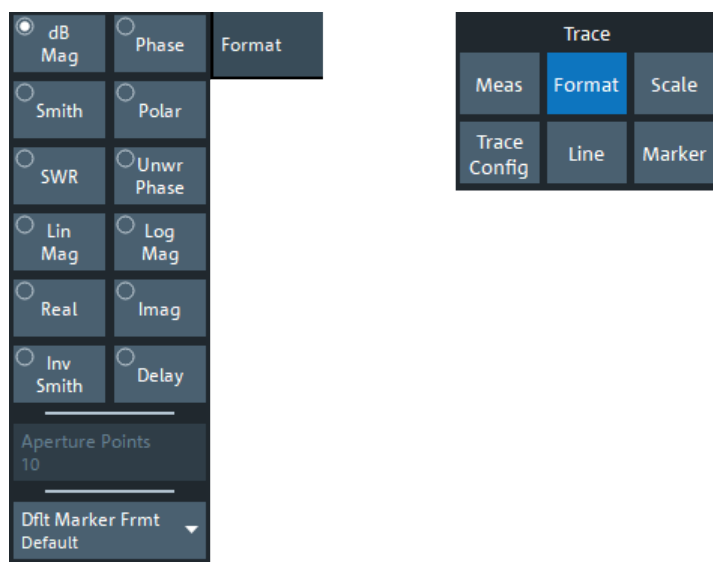 dB
Mag
Phase
Format
Smith
Polar
SWR
Unwr
Phase
Lin
Mag
Log
Mag
Real
Imag
Inv
Smith
Delay
Aperture Points
10
Dflt Marker Frmt
Default
Trace
Meas
Format
Scale
Trace
Config
Line
Marker